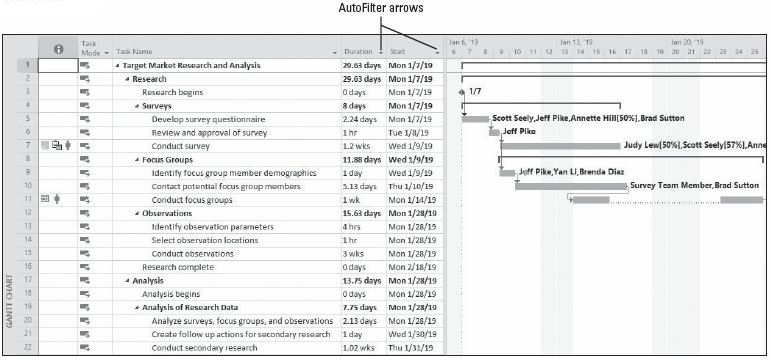 AutoFilter arrows
Task Mode Task Name Duration Start Jan 6, '19 Jan 13, '19 Jan 20, '19
6 7 8 9 10 11 12 13 14 15 16 17 18 19 20 21 22 23 24 25
1 Target Market Research and Analysis 29.63 days Mon 1/7/19
2 Research 29.63 days Mon 1/7/19
3 Research begins 0 days Mon 1/7/19 1/7
4 Surveys 8 days Mon 1/7/19
5 Develop survey questionnaire 2.24 days Mon 1/7/19 Scott Seely,Jeff Pike,Annette Hill[50%],Brad Sutton
6 Review and approval of survey 1 hr Tue 1/8/19 Jeff Pike
7 Conduct survey 1.2 wks Wed 1/9/19 Judy Lew[50%],Scott Seely[57%],Anne
8 Focus Groups 11.88 days Wed 1/9/19
9 Identify focus group member demographics 1 day Wed 1/9/19 Jeff Pike,Yan Li,Brenda Diaz
10 Contact potential focus group members 5.13 days Thu 1/10/19 Survey Team Member,Brad Sutton
11 Conduct focus groups 1 wk Mon 1/14/19
12 Observations 15.63 days Mon 1/28/19
13 Identify observation parameters 4 hrs Mon 1/28/19
14 Select observation locations 1 hr Mon 1/28/19
15 Conduct observations 3 wks Mon 1/28/19
16 Research complete 0 days Mon 2/18/19
17 Analysis 13.75 days Mon 1/28/19
18 Analysis begins 0 days Mon 1/28/19
19 Analysis of Research Data 7.75 days Mon 1/28/19
20 Analyze surveys, focus groups, and observations 2.13 days Mon 1/28/19
21 Create follow up actions for secondary research 1 day Wed 1/30/19
22 Conduct secondary research 1.02 wks Thu 1/31/19
GANTT CHART